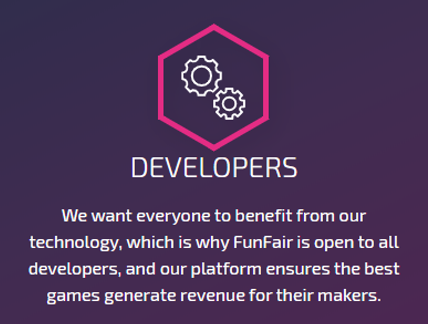 DEVELOPERS
We want everyone to benefit from our
technology, which is why FunFair is open to all
developers, and our platform ensures the best
games generate revenue for their makers.